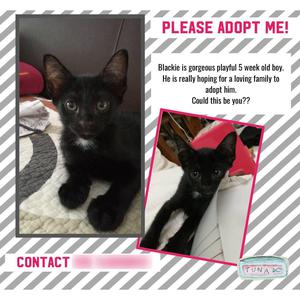 PLEASE ADOPT ME!
Blackie is gorgeous playful 5 week old boy.
He is really hoping for a loving family to
adopt him.
Could this be you??
CONTACT
TUNA